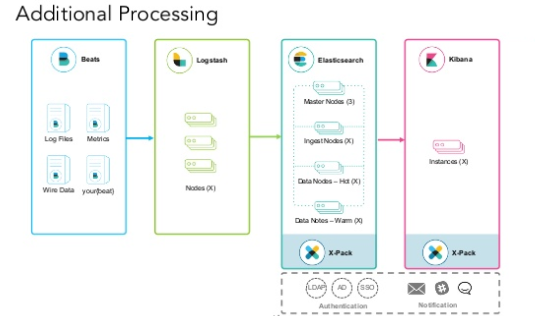 Additional Processing
Beats
Log Files
Metrics
Wire Data
your{beat}
Logstash
Nodes (X)
Elasticsearch
Master Nodes (3)
Ingest Nodes (X)
Data Nodes – Hot (X)
Data Notes – Warm (X)
X-Pack
Kibana
Instances (X)
X-Pack
LDAP
AD
SSO
Authentication
Notification